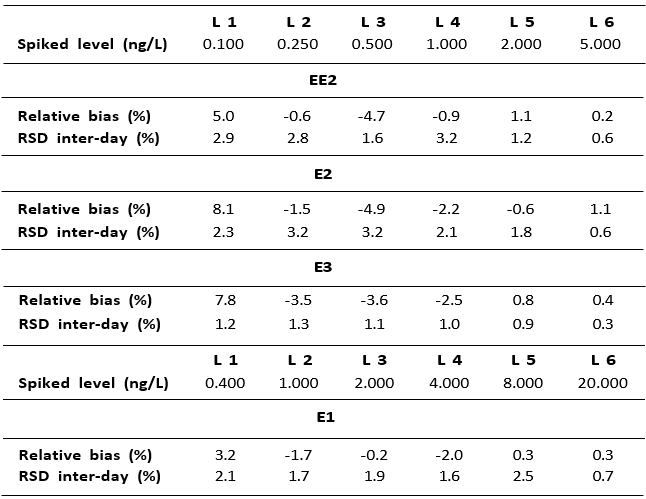 L 1 L 2 L 3 L 4 L 5 L 6
Spiked level (ng/L) 0.100 0.250 0.500 1.000 2.000 5.000
EE2
Relative bias (%) 5.0 -0.6 -4.7 -0.9 1.1 0.2
RSD inter-day (%) 2.9 2.8 1.6 3.2 1.2 0.6
E2
Relative bias (%) 8.1 -1.5 -4.9 -2.2 -0.6 1.1
RSD inter-day (%) 2.3 3.2 3.2 2.1 1.8 0.6
E3
Relative bias (%) 7.8 -3.5 -3.6 -2.5 0.8 0.4
RSD inter-day (%) 1.2 1.3 1.1 1.0 0.9 0.3
L 1 L 2 L 3 L 4 L 5 L 6
Spiked level (ng/L) 0.400 1.000 2.000 4.000 8.000 20.000
E1
Relative bias (%) 3.2 -1.7 -0.2 -2.0 0.3 0.3
RSD inter-day (%) 2.1 1.7 1.9 1.6 2.5 0.7